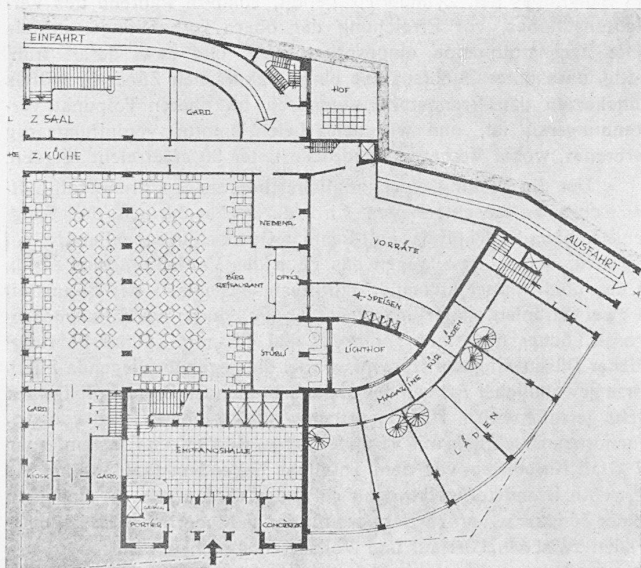 EINFAHRT
HOF
Z. SAAL
GARD.
Z. KÜCHE
NEBENR.
VORRÄTE
AUSFAHRT
BIER
RESTAURANT
OFFICE
SPEISEN
STÜBLI
LICHTHOF
MAGAZINE FÜR LÄDEN
LÄDEN
GARD.
EMPFANGSHALLE
KIOSK
GARD.
PORTIER
CONCIERGE